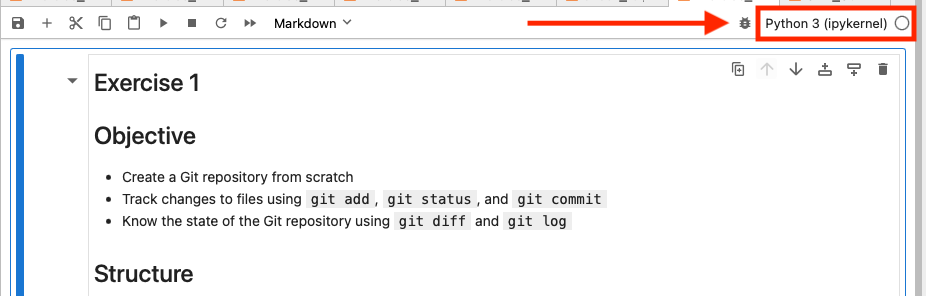 Markdown
Python 3 (ipykernel)
Exercise 1
Objective
Create a Git repository from scratch
Track changes to files using git add, git status, and git commit
Know the state of the Git repository using git diff and git log
Structure